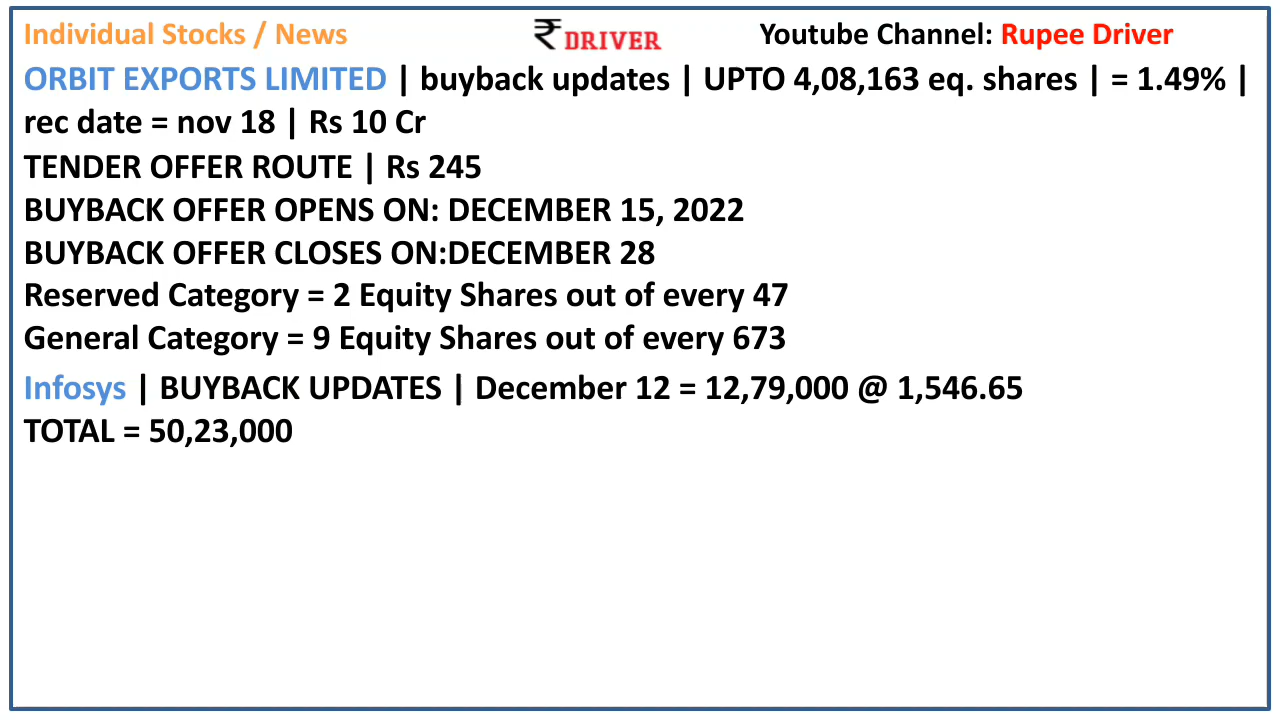 Individual Stocks / News
₹ DRIVER
Youtube Channel: Rupee Driver
ORBIT EXPORTS LIMITED | buyback updates | UPTO 4,08,163 eq. shares | = 1.49% |
rec date = nov 18 | Rs 10 Cr
TENDER OFFER ROUTE | Rs 245
BUYBACK OFFER OPENS ON: DECEMBER 15, 2022
BUYBACK OFFER CLOSES ON:DECEMBER 28
Reserved Category = 2 Equity Shares out of every 47
General Category = 9 Equity Shares out of every 673
Infosys | BUYBACK UPDATES | December 12 = 12,79,000 @ 1,546.65
TOTAL = 50,23,000